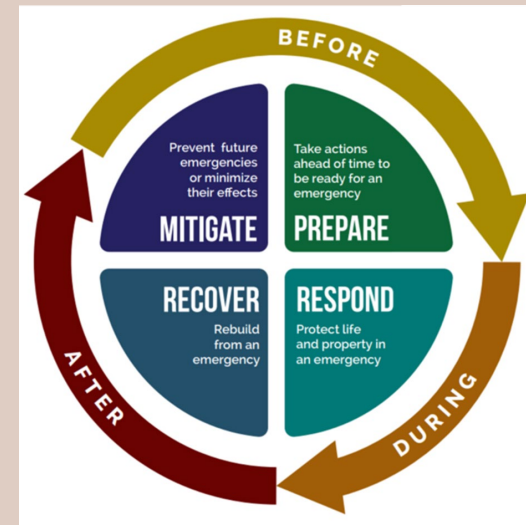 BEFORE
Prevent future
emergencies
or minimize
their effects
MITIGATE
Take actions
ahead of time to
be ready for an
emergency
PREPARE
RECOVER
Rebuild
from an
emergency
RESPOND
Protect life
and property in
an emergency
AFTER
DURING